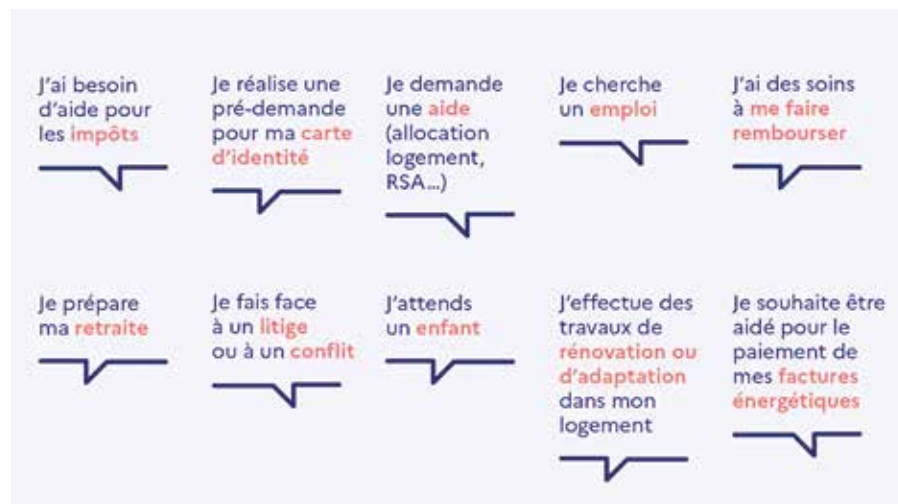 J'ai besoin
d'aide pour
les impôts
Je réalise une
pré-demande
pour ma carte
d'identité
Je demande
une aide
(allocation
logement,
RSA...)
Je cherche
un emploi
J'ai des soins
à me faire
rembourser
Je prépare
ma retraite
Je fais face
à un litige
ou à un conflit
J'attends
un enfant
J'effectue des
travaux de
rénovation ou
d'adaptation
dans mon
logement
Je souhaite être
aidé pour le
paiement de
mes factures
énergétiques